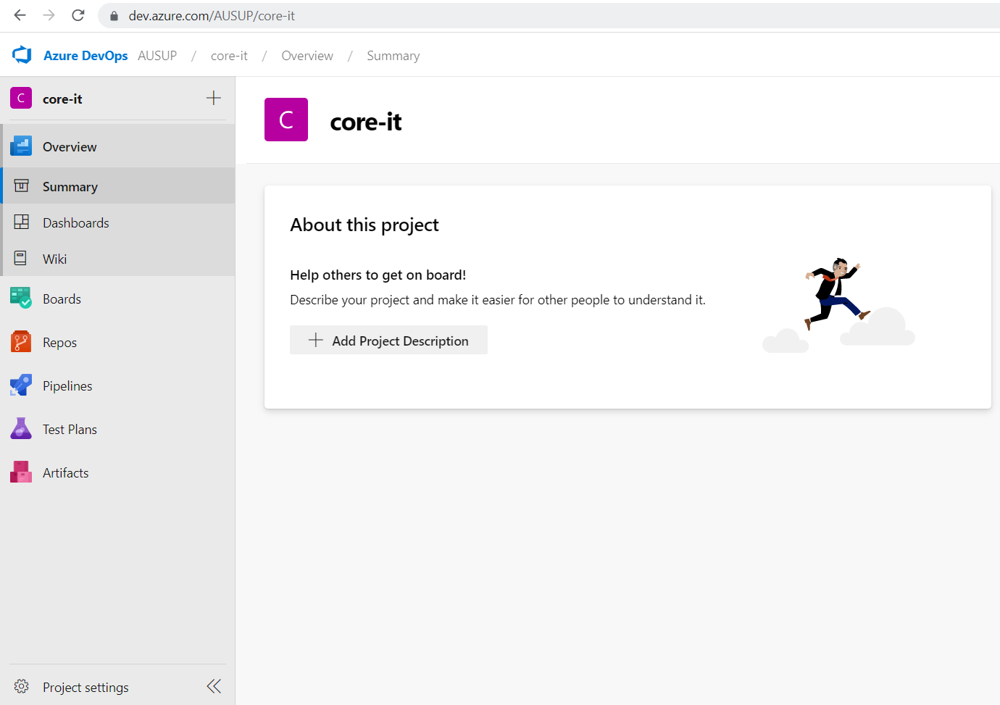 dev.azure.com/AUSUP/core-it
Azure DevOps AUSUP / core-it / Overview / Summary
C core-it
Overview
Summary
Dashboards
Wiki
Boards
Repos
Pipelines
Test Plans
Artifacts
Project settings
C core-it
About this project
Help others to get on board!
Describe your project and make it easier for other people to understand it.
Add Project Description